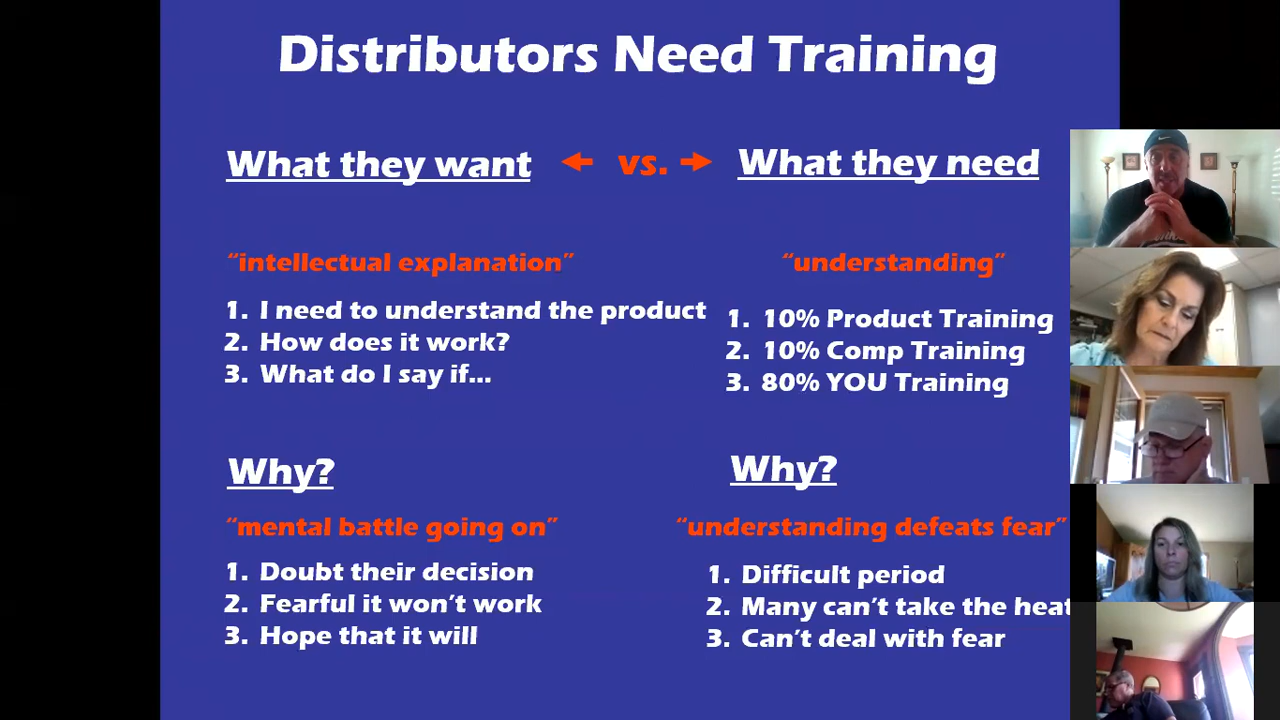 Distributors Need Training
What they want ← vs. → What they need
“intellectual explanation”
1. I need to understand the product
2. How does it work?
3. What do I say if...
“understanding”
1. 10% Product Training
2. 10% Comp Training
3. 80% YOU Training
Why?
“mental battle going on”
1. Doubt their decision
2. Fearful it won’t work
3. Hope that it will
Why?
“understanding defeats fear”
1. Difficult period
2. Many can’t take the heat
3. Can’t deal with fear